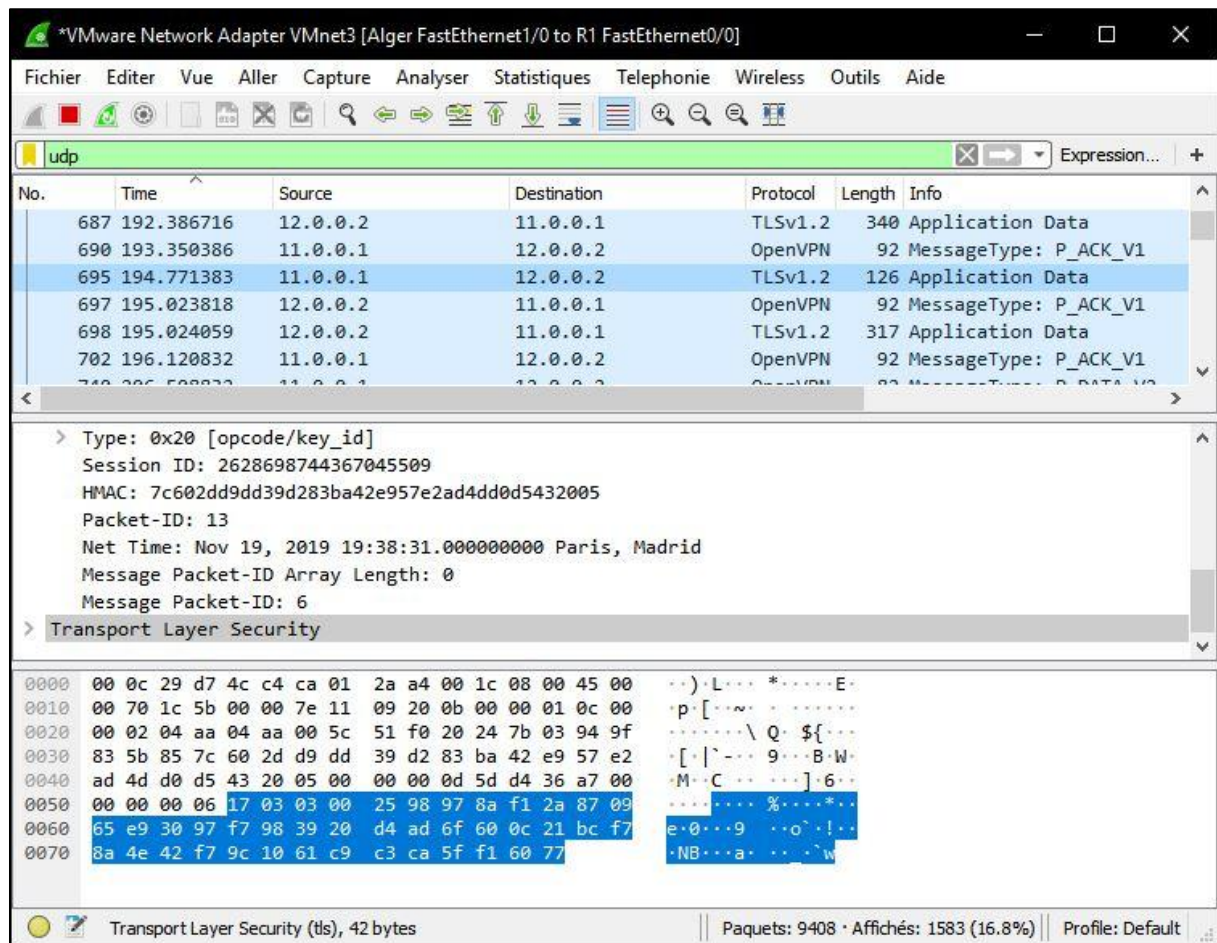 *VMware Network Adapter VMnet3 [Alger FastEthernet1/0 to R1 FastEthernet0/0]
Fichier Editer Vue Aller Capture Analyser Statistiques Telephonie Wireless Outils Aide
udp Expression... +
No. Time Source Destination Protocol Length Info
687 192.386716 12.0.0.2 11.0.0.1 TLSv1.2 340 Application Data
690 193.350386 11.0.0.1 12.0.0.2 OpenVPN 92 MessageType: P_ACK_V1
695 194.771383 11.0.0.1 12.0.0.2 TLSv1.2 126 Application Data
697 195.023818 12.0.0.2 11.0.0.1 OpenVPN 92 MessageType: P_ACK_V1
698 195.024059 12.0.0.2 11.0.0.1 TLSv1.2 317 Application Data
702 196.120832 11.0.0.1 12.0.0.2 OpenVPN 92 MessageType: P_ACK_V1
Type: 0x20 [opcode/key_id]
Session ID: 2628698744367045509
HMAC: 7c602dd9dd39d283ba42e957e2ad4dd0d5432005
Packet-ID: 13
Net Time: Nov 19, 2019 19:38:31.000000000 Paris, Madrid
Message Packet-ID Array Length: 0
Message Packet-ID: 6
Transport Layer Security
0000 00 0c 29 d7 4c c4 ca 01 2a a4 00 1c 08 00 45 00 ··)·L··· *·····E·
0010 00 70 1c 5b 00 00 7e 11 09 20 0b 00 00 01 0c 00 ·p·[··~· · ······
0020 00 02 04 aa 04 aa 00 5c 51 f0 20 24 7b 03 94 9f ·······\ Q· ${···
0030 83 5b 85 7c 60 2d d9 dd 39 d2 83 ba 42 e9 57 e2 ·[·|`-·· 9···B·W·
0040 ad 4d d0 d5 43 20 05 00 00 00 0d 5d d4 36 a7 00 ·M··C ·· ···]·6··
0050 00 00 00 06 17 03 03 00 25 98 97 8a f1 2a 87 09 ········ %····*··
0060 65 e9 30 97 f7 98 39 20 d4 ad 6f 60 0c 21 bc f7 e·0···9 ··o`·!··
0070 8a 4e 42 f7 9c 10 61 c9 c3 ca 5f f1 60 77 ·NB···a· ··_·`w
Transport Layer Security (tls), 42 bytes Paquets: 9408 · Affichés: 1583 (16.8%) Profile: Default